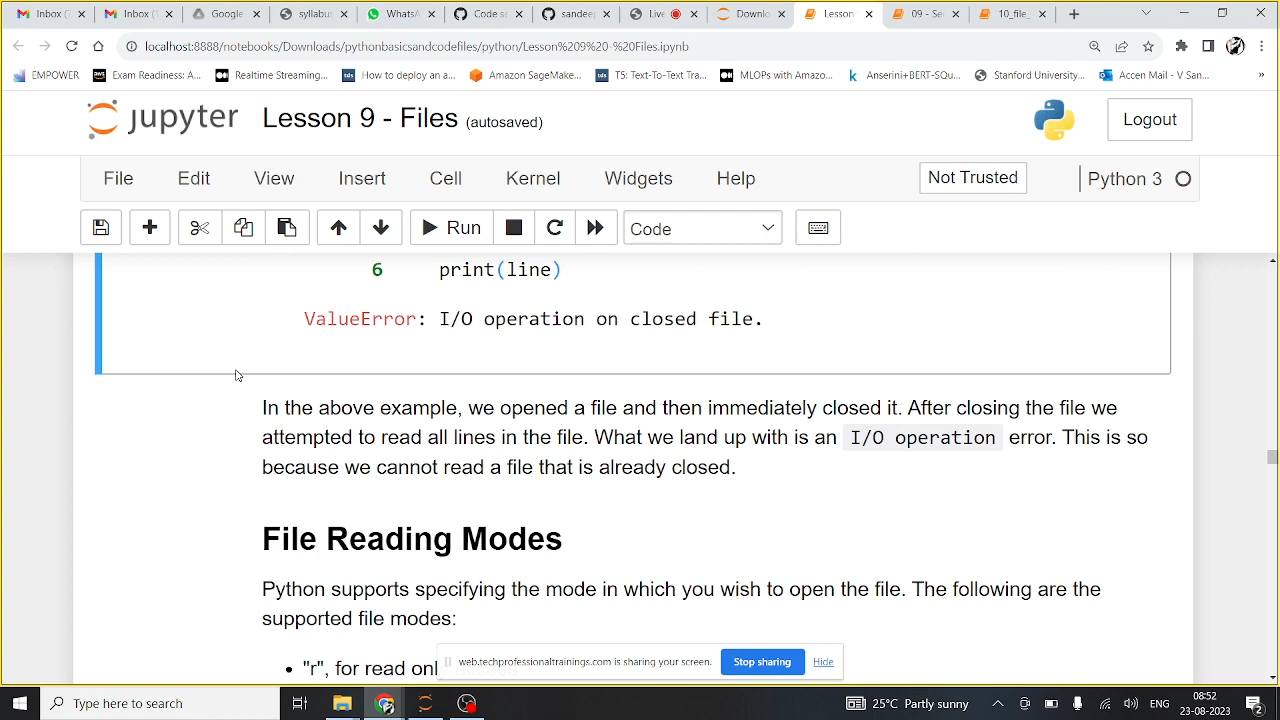 Inbox (
Inbox (1
Google
syllabus
WhatsA
Code se
sandeep
Live
Downlo
Lesson
09 - Se
10_file_
localhost:8888/notebooks/Downloads/pythonbasicsandcodefiles/python/Lesson%209%20-%20Files.ipynb
EMPOWER
Exam Readiness: A...
Realtime Streaming...
How to deploy an a...
Amazon SageMake...
T5: Text-To-Text Tra...
MLOPs with Amazo...
Anserini+BERT-SQu...
Stanford University...
Accen Mail - V San...
»
jupyter Lesson 9 - Files (autosaved)
Logout
File Edit View Insert Cell Kernel Widgets Help
Not Trusted
Python 3
Run
Code
6 print(line)
ValueError: I/O operation on closed file.
In the above example, we opened a file and then immediately closed it. After closing the file we
attempted to read all lines in the file. What we land up with is an I/O operation error. This is so
because we cannot read a file that is already closed.
File Reading Modes
Python supports specifying the mode in which you wish to open the file. The following are the
supported file modes:
• "r", for read onl
web.techprofessionaltrainings.com is sharing your screen.
Stop sharing
Hide
Type here to search
25°C Partly sunny
ENG
08:52
23-08-2023
2